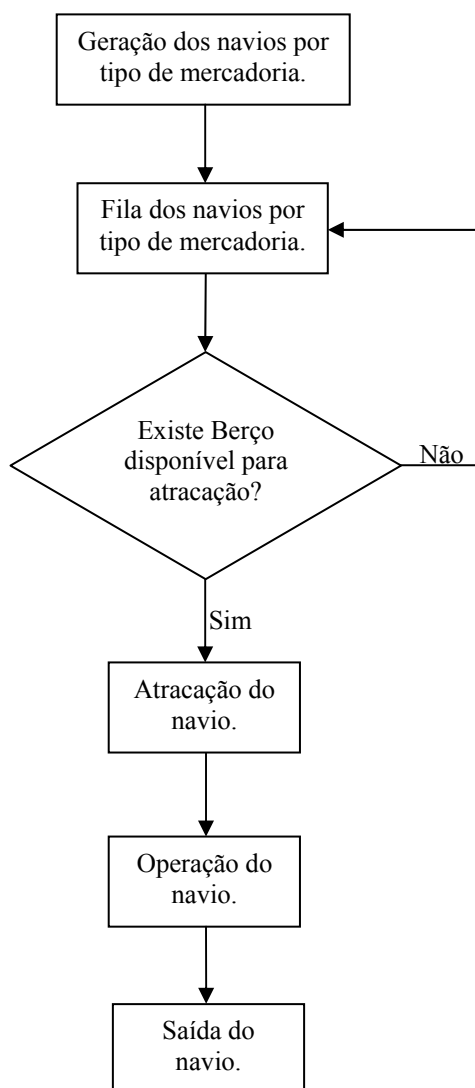 Geração dos navios por
tipo de mercadoria.
Fila dos navios por
tipo de mercadoria.
Existe Berço
disponível para
atracação?
Não
Sim
Atracação do
navio.
Operação do
navio.
Saída do
navio.